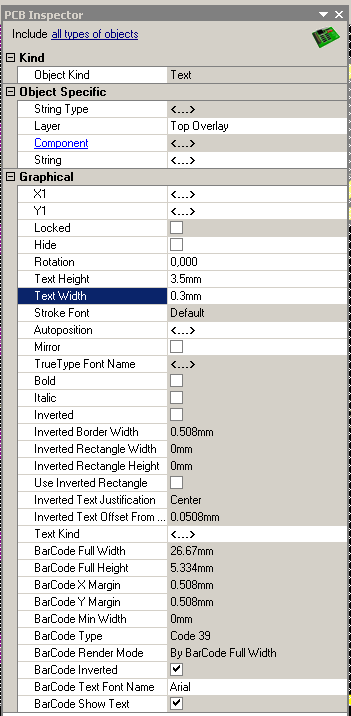 PCB Inspector
Include all types of objects
Kind
Object Kind Text
Object Specific
String Type <...>
Layer Top Overlay
Component <...>
String <...>
Graphical
X1 <...>
Y1 <...>
Locked
Hide
Rotation 0,000
Text Height 3.5mm
Text Width 0.3mm
Stroke Font Default
Autoposition <...>
Mirror
TrueType Font Name <...>
Bold
Italic
Inverted
Inverted Border Width 0.508mm
Inverted Rectangle Width 0mm
Inverted Rectangle Height 0mm
Use Inverted Rectangle
Inverted Text Justification Center
Inverted Text Offset From ... 0.0508mm
Text Kind <...>
BarCode Full Width 26.67mm
BarCode Full Height 5.334mm
BarCode X Margin 0.508mm
BarCode Y Margin 0.508mm
BarCode Min Width 0mm
BarCode Type Code 39
BarCode Render Mode By BarCode Full Width
BarCode Inverted
BarCode Text Font Name Arial
BarCode Show Text